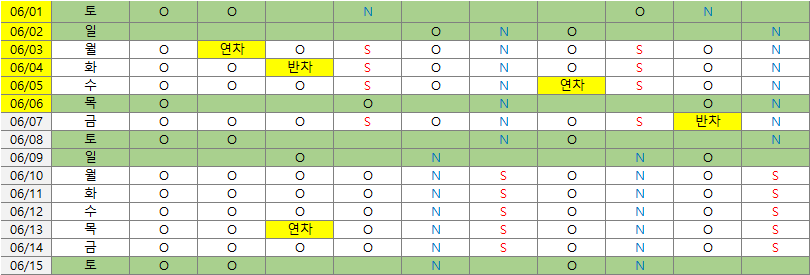 06/01 토 O O N O N
06/02 일 O N O N
06/03 월 O 연차 O S O N O S O N
06/04 화 O O 반차 S O N O S O N
06/05 수 O O O S O N 연차 S O N
06/06 목 O O N O N
06/07 금 O O O S O N O S 반차 N
06/08 토 O O N O N
06/09 일 O N N O
06/10 월 O O O O N S O N O S
06/11 화 O O O O N S O N O S
06/12 수 O O O O N S O N O S
06/13 목 O O 연차 O N S O N O S
06/14 금 O O O O N S O N O S
06/15 토 O O N O N